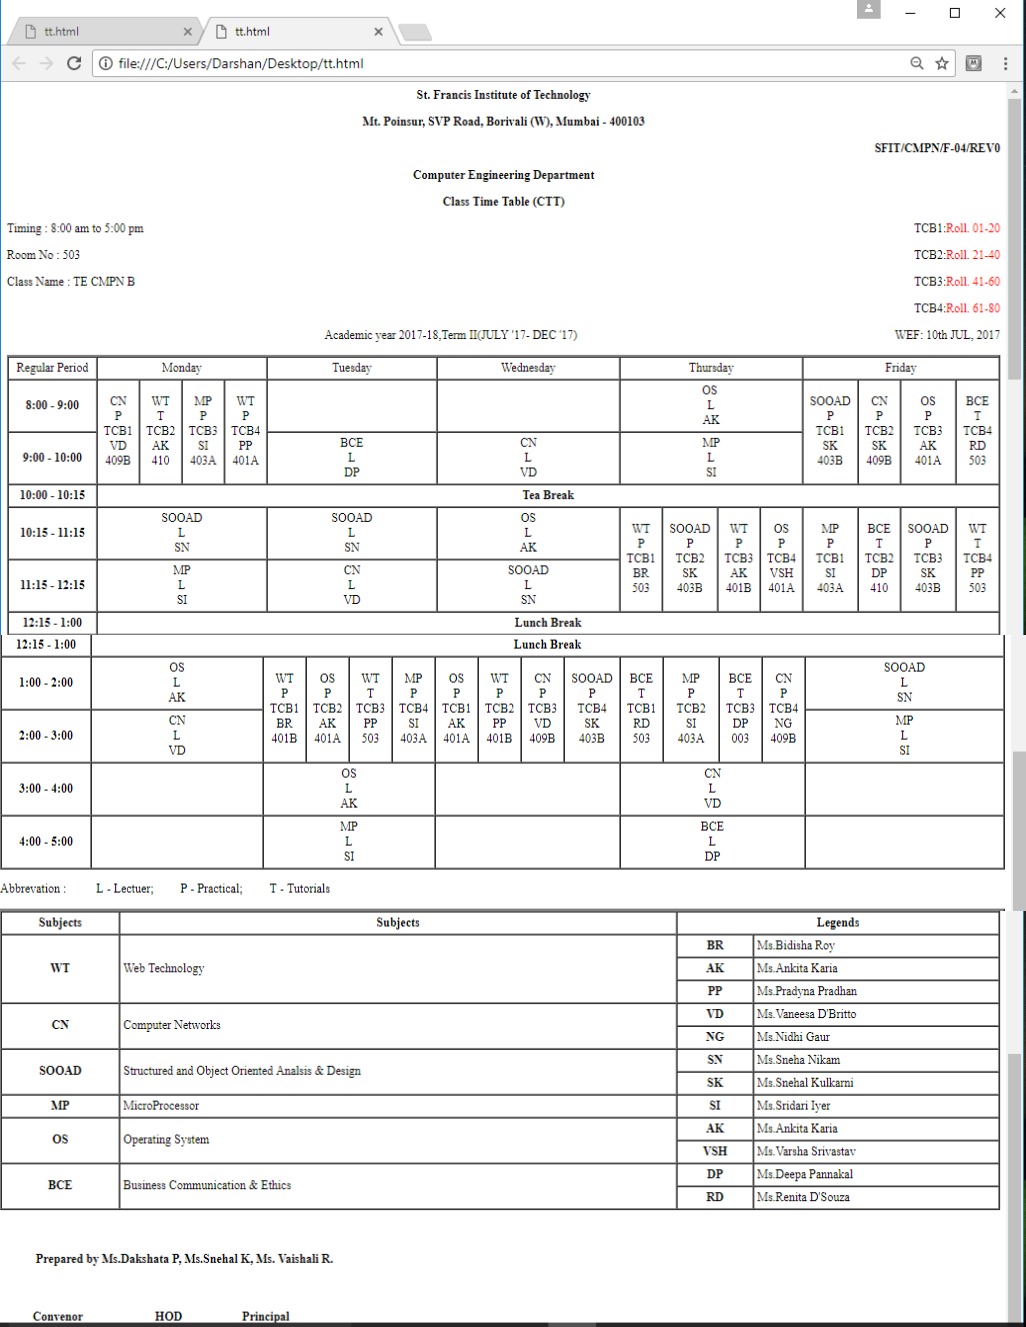 tt.html
tt.html
file:///C:/Users/Darshan/Desktop/tt.html
St. Francis Institute of Technology
Mt. Poinsur, SVP Road, Borivali (W), Mumbai - 400103
SFIT/CMPN/F-04/REV0
Computer Engineering Department
Class Time Table (CTT)
Timing : 8:00 am to 5:00 pm TCB1:Roll. 01-20
Room No : 503 TCB2:Roll. 21-40
Class Name : TE CMPN B TCB3:Roll. 41-60
TCB4:Roll. 61-80
Academic year 2017-18,Term II(JULY '17- DEC '17) WEF: 10th JUL, 2017
Regular Period Monday Tuesday Wednesday Thursday Friday
8:00 - 9:00
CN P TCB1 VD 409B
WT T TCB2 AK 410
MP P TCB3 SI 403A
WT P TCB4 PP 401A
OS L AK
SOOAD P TCB1 SK 403B
CN P TCB2 SK 409B
OS P TCB3 AK 401A
BCE T TCB4 RD 503
9:00 - 10:00
BCE L DP
CN L VD
MP L SI
10:00 - 10:15 Tea Break
10:15 - 11:15
SOOAD L SN
SOOAD L SN
OS L AK
WT P TCB1 BR 503
SOOAD P TCB2 SK 403B
WT P TCB3 AK 401B
OS P TCB4 VSH 401A
MP P TCB1 SI 403A
BCE T TCB2 DP 410
SOOAD P TCB3 SK 403B
WT T TCB4 PP 503
11:15 - 12:15
MP L SI
CN L VD
SOOAD L SN
12:15 - 1:00 Lunch Break
12:15 - 1:00 Lunch Break
1:00 - 2:00
OS L AK
WT P TCB1 BR 401B
OS P TCB2 AK 401A
WT T TCB3 PP 503
MP P TCB4 SI 403A
OS P TCB1 AK 401A
WT P TCB2 PP 401B
CN P TCB3 VD 409B
SOOAD P TCB4 SK 403B
BCE T TCB1 RD 503
MP P TCB2 SI 403A
BCE T TCB3 DP 003
CN P TCB4 NG 409B
SOOAD L SN
2:00 - 3:00
CN L VD
MP L SI
3:00 - 4:00
OS L AK
CN L VD
4:00 - 5:00
MP L SI
BCE L DP
Abbrevation : L - Lectuer; P - Practical; T - Tutorials
Subjects Subjects Legends
WT Web Technology
BR Ms.Bidisha Roy
AK Ms.Ankita Karia
PP Ms.Pradyna Pradhan
CN Computer Networks
VD Ms.Vaneesa D'Britto
NG Ms.Nidhi Gaur
SOOAD Structured and Object Oriented Analsis & Design
SN Ms.Sneha Nikam
SK Ms.Snehal Kulkarni
MP MicroProcessor
SI Ms.Sridari Iyer
OS Operating System
AK Ms.Ankita Karia
VSH Ms.Varsha Srivastav
BCE Business Communication & Ethics
DP Ms.Deepa Pannakal
RD Ms.Renita D'Souza
Prepared by Ms.Dakshata P, Ms.Snehal K, Ms. Vaishali R.
Convenor HOD Principal